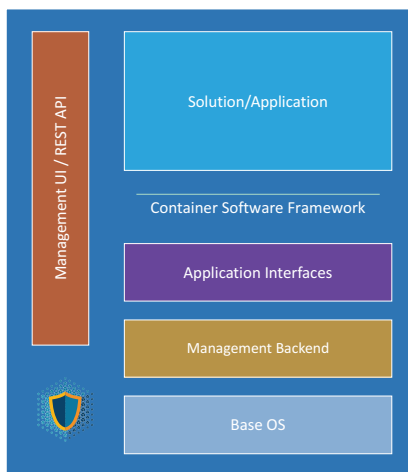 Management UI / REST API
Solution/Application
Container Software Framework
Application Interfaces
Management Backend
Base OS